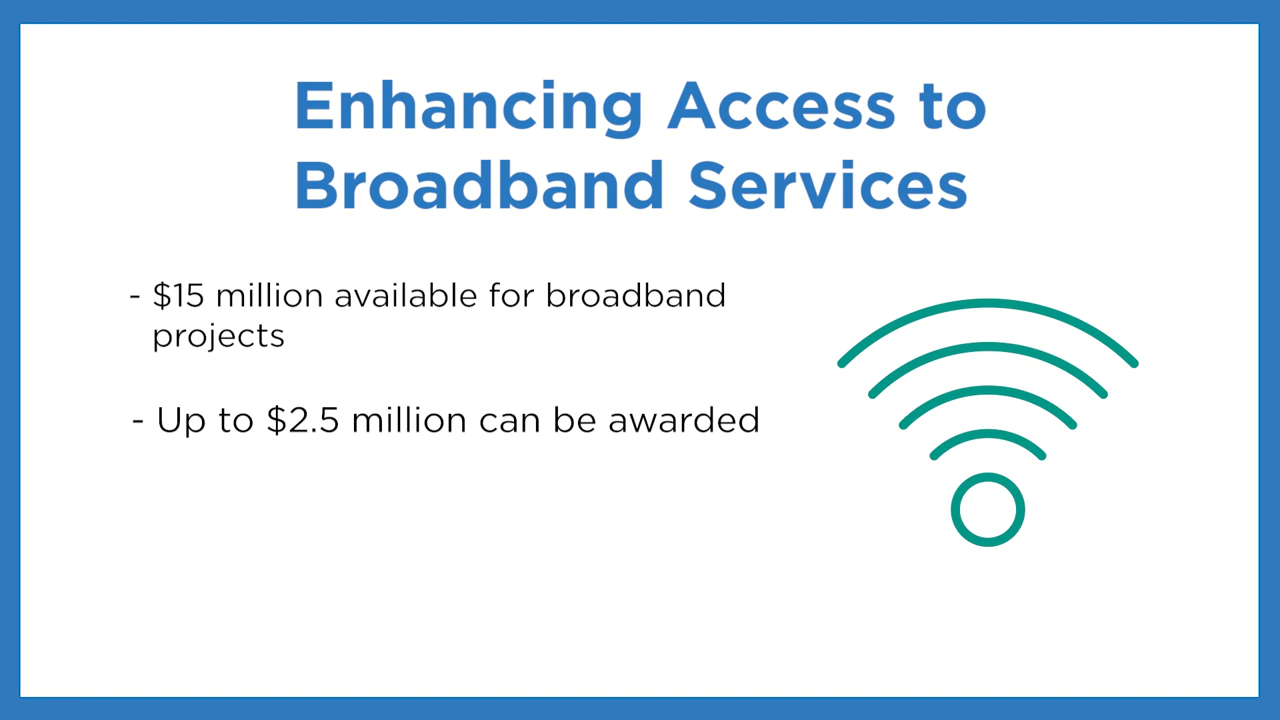 Enhancing Access to
Broadband Services
- $15 million available for broadband
projects
- Up to $2.5 million can be awarded